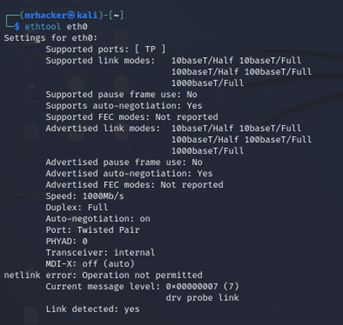 (mrhacker㉿kali)-[~]
$ ethtool eth0
Settings for eth0:
Supported ports: [ TP ]
Supported link modes: 10baseT/Half 10baseT/Full
100baseT/Half 100baseT/Full
1000baseT/Full
Supported pause frame use: No
Supports auto-negotiation: Yes
Supported FEC modes: Not reported
Advertised link modes: 10baseT/Half 10baseT/Full
100baseT/Half 100baseT/Full
1000baseT/Full
Advertised pause frame use: No
Advertised auto-negotiation: Yes
Advertised FEC modes: Not reported
Speed: 1000Mb/s
Duplex: Full
Auto-negotiation: on
Port: Twisted Pair
PHYAD: 0
Transceiver: internal
MDI-X: off (auto)
netlink error: Operation not permitted
Current message level: 0×00000007 (7)
drv probe link
Link detected: yes